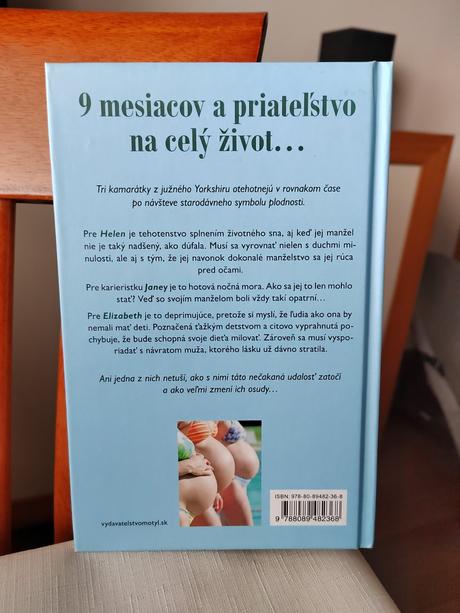 9 mesiacov a priateľstvo
na celý život...
Tri kamarátky z južného Yorkshiru otehotnejú v rovnakom čase
po návšteve starodávneho symbolu plodnosti.
Pre Helen je tehotenstvo splnením životného sna, aj keď jej manžel
nie je taký nadšený, ako dúfala. Musí sa vyrovnať nielen s duchmi mi-
nulosti, ale aj s tým, že jej navonok dokonalé manželstvo sa jej rúca
pred očami.
Pre karieristku Janey je to hotová nočná mora. Ako sa jej to len mohlo
stať? Veď so svojím manželom boli vždy takí opatrní...
Pre Elizabeth je to deprimujúce, pretože si myslí, že ľudia ako ona by
nemali mať deti. Poznačená ťažkým detstvom a citovo vyprahnutá po-
chybuje, že bude schopná svoje dieťa milovať. Zároveň sa musí vyspo-
riadať s návratom muža, ktorého lásku už dávno stratila.
Ani jedna z nich netuší, ako s nimi táto nečakaná udalosť zatočí
a ako veľmi zmení ich osudy...
vydavatelstvomotyl.sk
ISBN: 978-80-89482-36-8
9 788089 482368